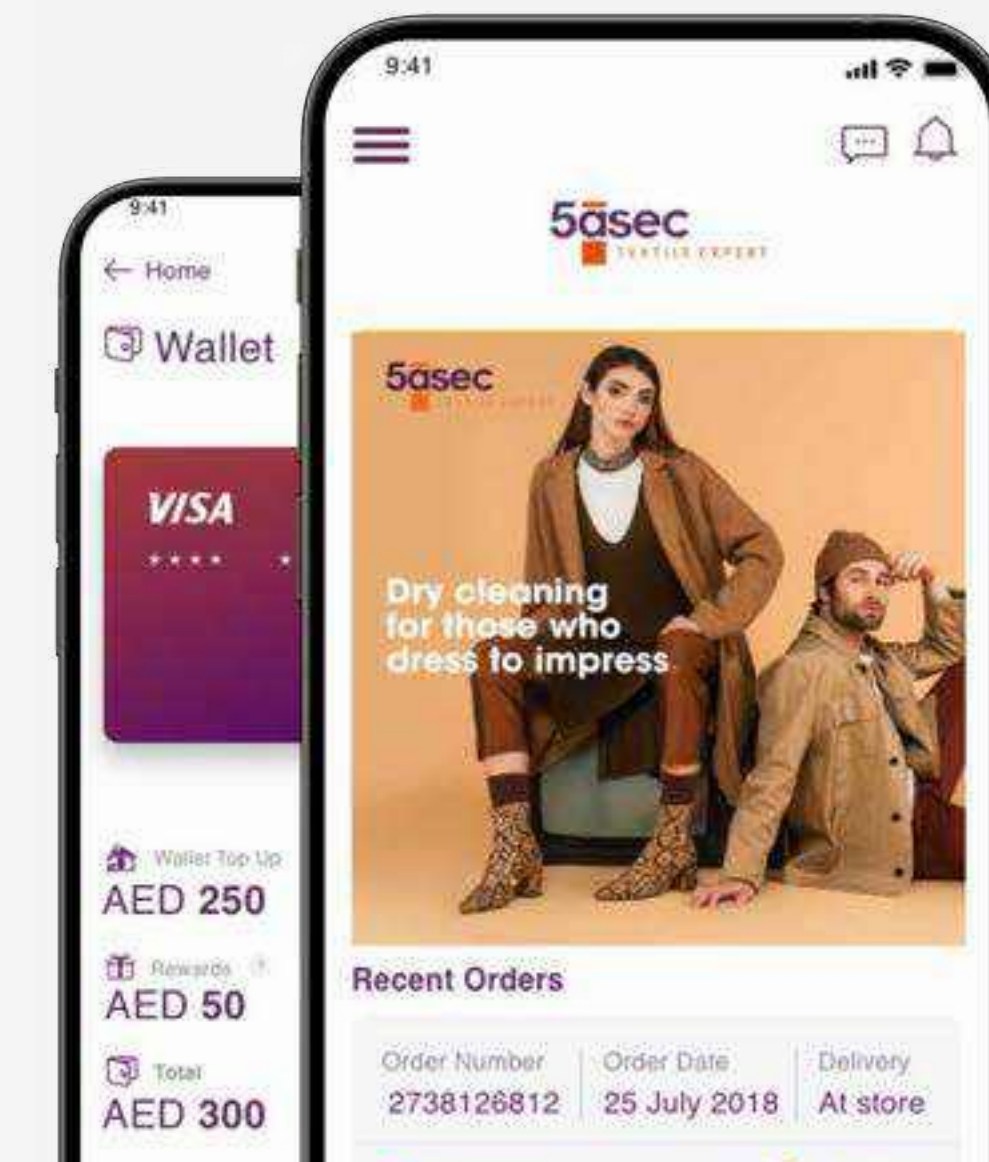 9:41
← Home
Wallet
VISA
**** *
Wallet Top Up
AED 250
Rewards ?
AED 50
Total
AED 300
9:41
5àsec
TEXTILE EXPERT
5àsec
TEXTILE EXPERT
Dry cleaning
for those who
dress to impress
Recent Orders
Order Number Order Date Delivery
2738126812 25 July 2018 At store